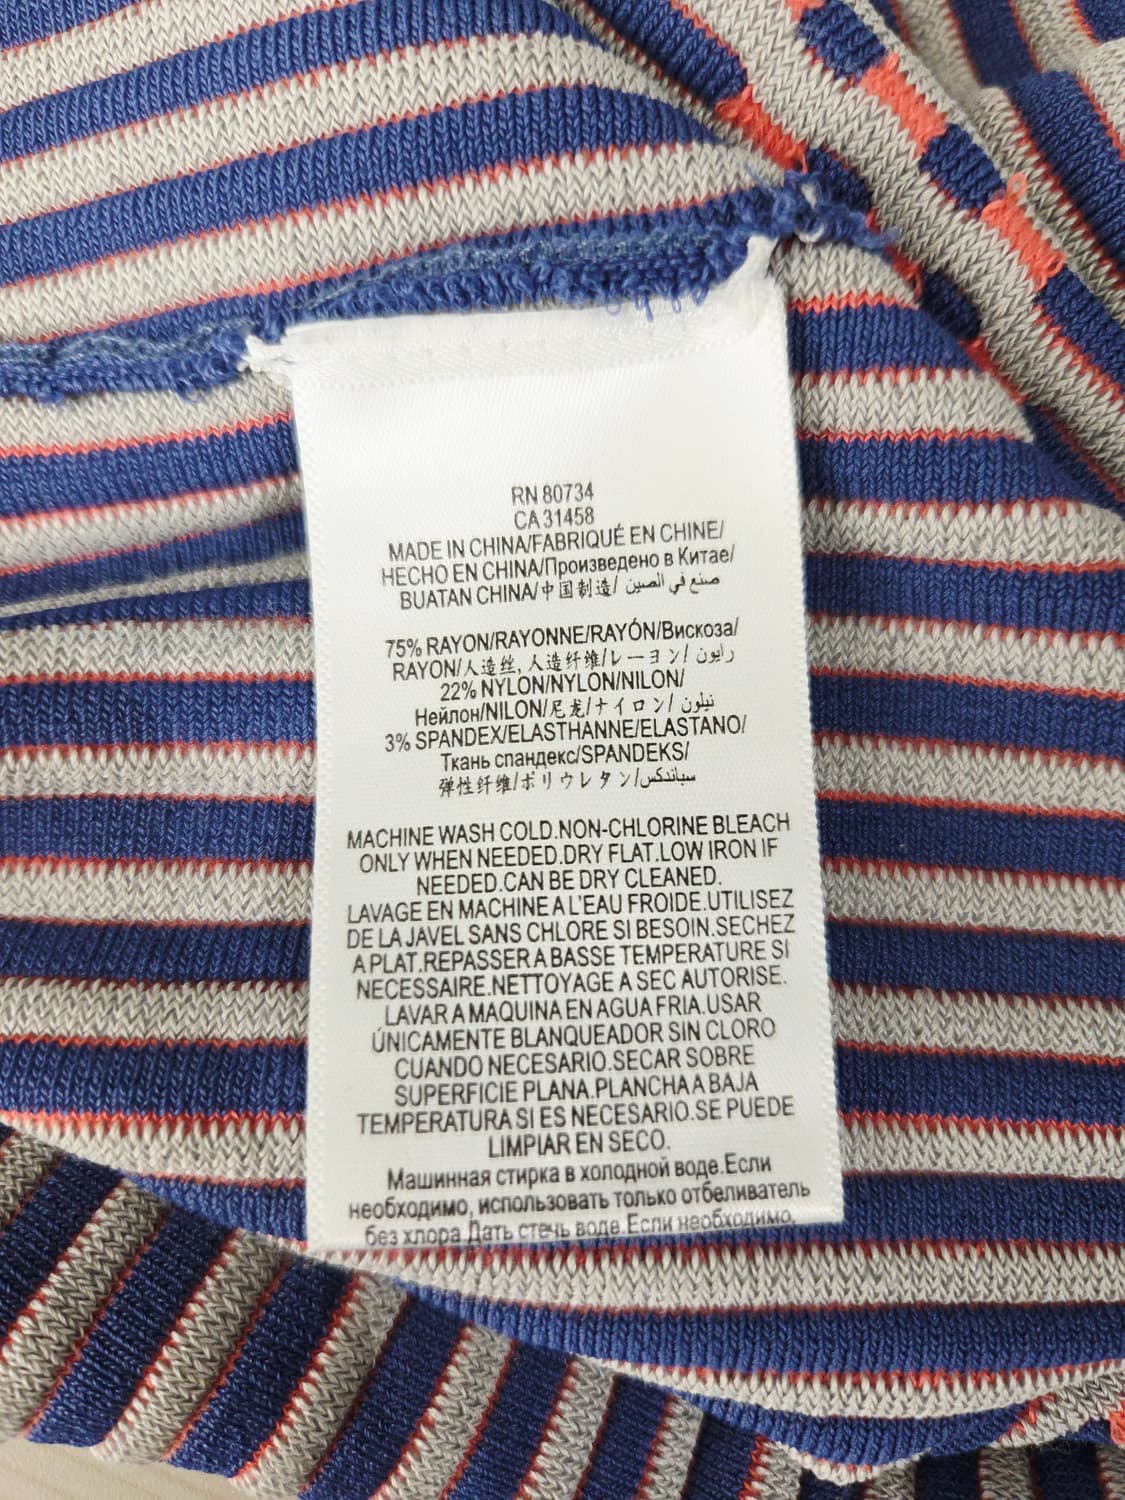 RN 80734
CA 31458
MADE IN CHINA/FABRIQUÉ EN CHINE/
HECHO EN CHINA/Произведено в Китае/
BUATAN CHINA/中国制造/ صنع في الصين
75% RAYON/RAYONNE/RAYÓN/Вискоза/
RAYON/人造丝, 人造纤维/レーヨン/ رايون
22% NYLON/NYLON/NILON/
Нейлон/NILON/尼龙/ナイロン/ نيلون
3% SPANDEX/ELASTHANNE/ELASTANO/
Ткань спандекс/SPANDEKS/
弹性纤维/ポリウレタン/سباندكس
MACHINE WASH COLD.NON-CHLORINE BLEACH
ONLY WHEN NEEDED.DRY FLAT.LOW IRON IF
NEEDED.CAN BE DRY CLEANED.
LAVAGE EN MACHINE A L'EAU FROIDE.UTILISEZ
DE LA JAVEL SANS CHLORE SI BESOIN.SECHEZ
A PLAT.REPASSER A BASSE TEMPERATURE SI
NECESSAIRE.NETTOYAGE A SEC AUTORISE.
LAVAR A MAQUINA EN AGUA FRIA.USAR
ÚNICAMENTE BLANQUEADOR SIN CLORO
CUANDO NECESARIO.SECAR SOBRE
SUPERFICIE PLANA.PLANCHA A BAJA
TEMPERATURA SI ES NECESARIO.SE PUEDE
LIMPIAR EN SECO.
Машинная стирка в холодной воде.Если
необходимо, использовать только отбеливатель
без хлора.Дать стечь воде.Если необходимо,